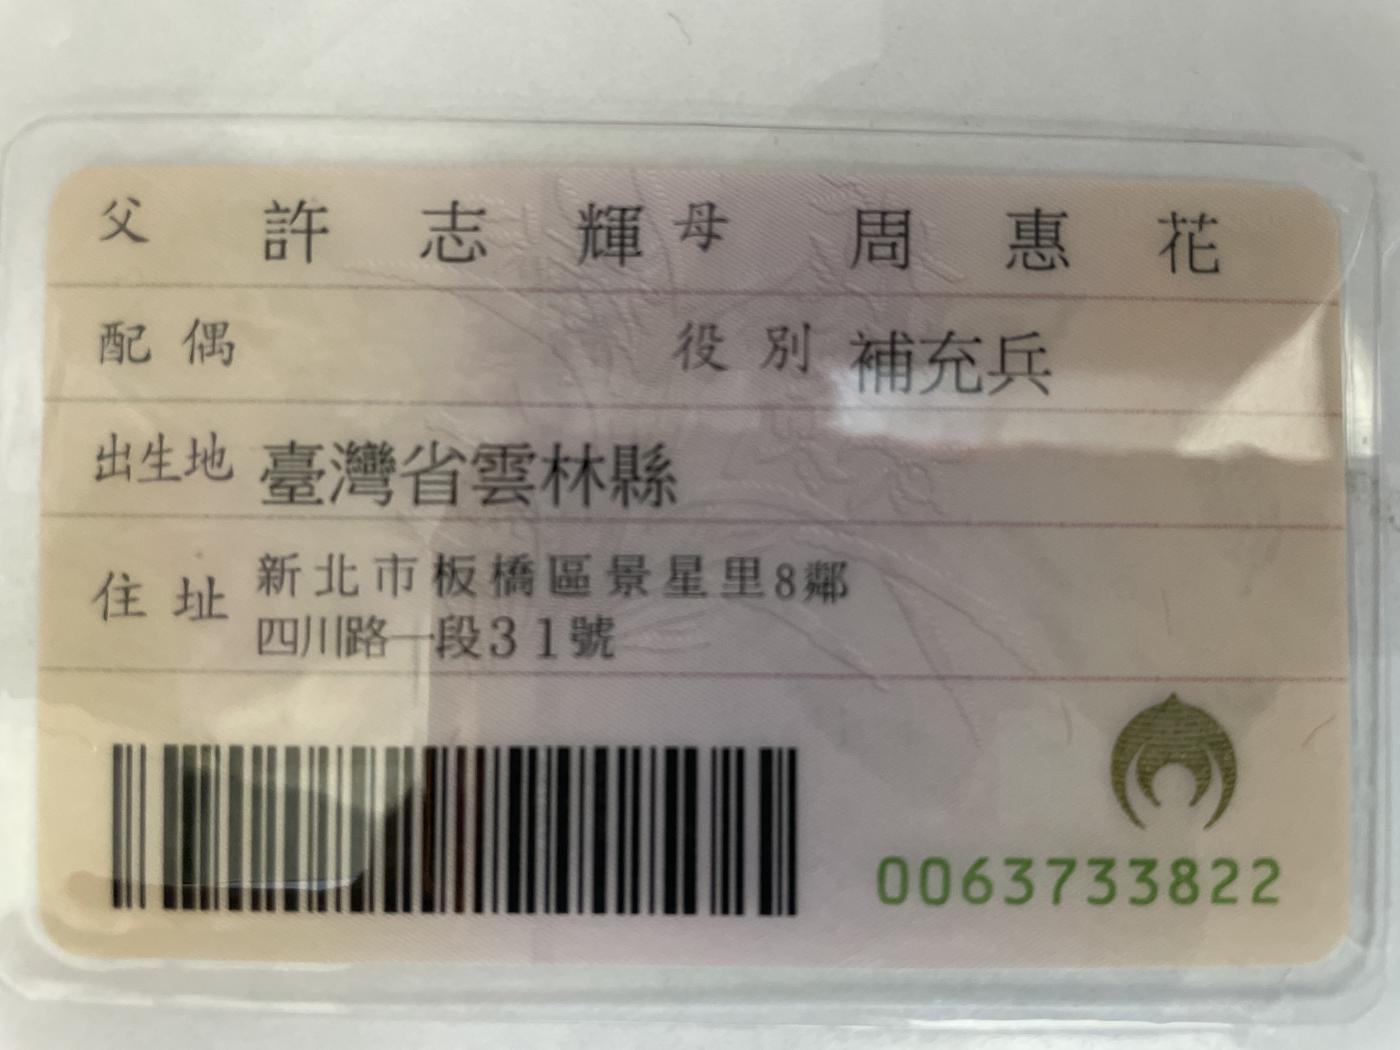 父 許志輝 母 周惠花
配偶 役別 補充兵
出生地 臺灣省雲林縣
住址 新北市板橋區景星里8鄰
四川路一段31號
0063733822